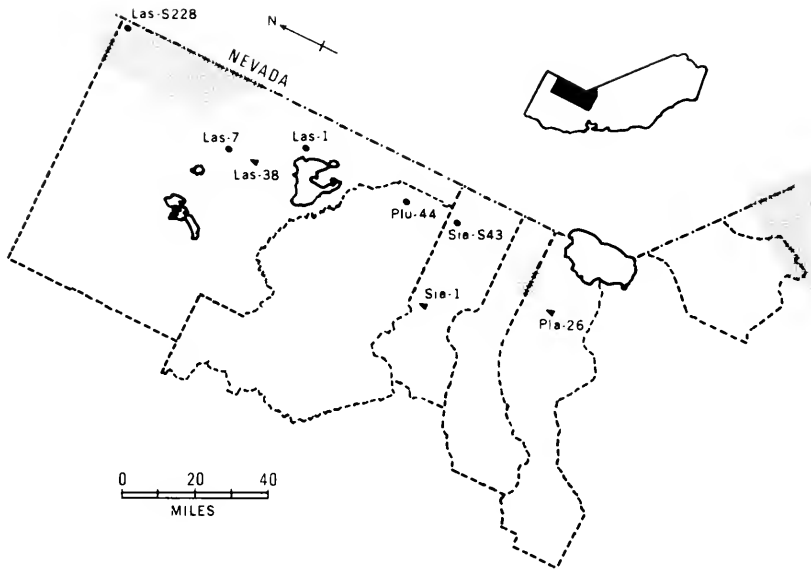 Las-S228
N
NEVADA
Las-7
Las-1
Las-38
Plu-44
Sie-S43
Sie-1
Pla-26
0 20 40
MILES